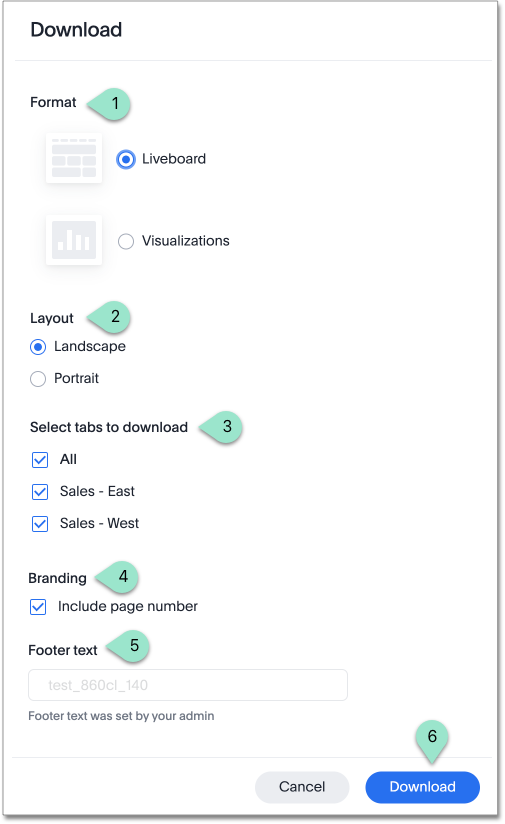 Download
Format 1
Liveboard
Visualizations
Layout 2
Landscape
Portrait
Select tabs to download 3
All
Sales - East
Sales - West
Branding 4
Include page number
Footer text 5
test_860cl_140
Footer text was set by your admin
6
Cancel Download